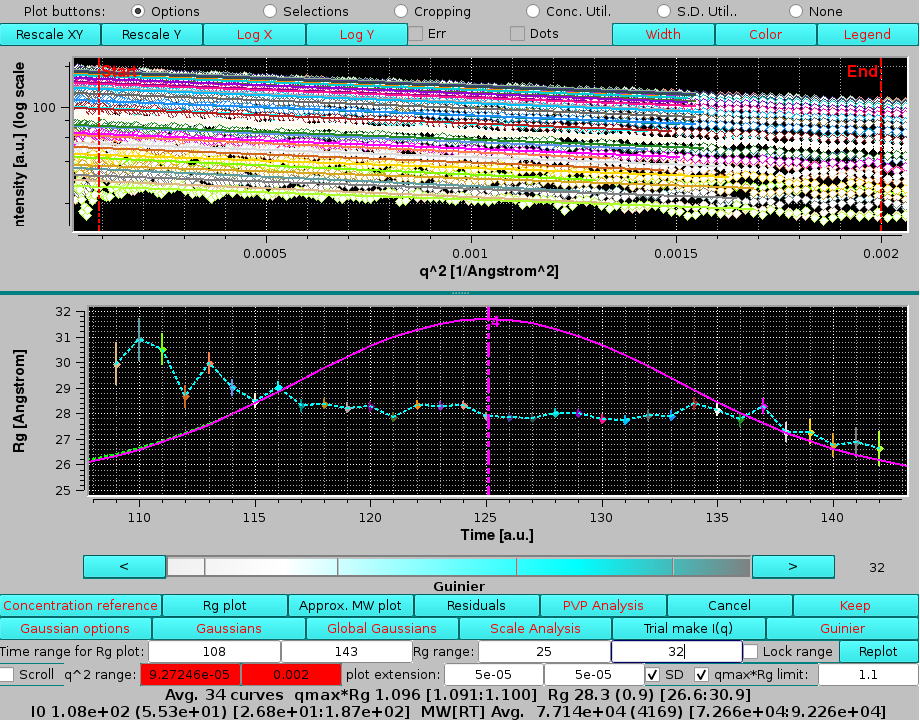 Plot buttons: Options Selections Cropping Conc. Util. S.D. Util.. None
Rescale XY Rescale Y Log X Log Y Err Dots Width Color Legend
ntensity [a.u.] (log scale
Start End
100
0.0005 0.001 0.0015 0.002
q^2 [1/Angstrom^2]
Rg [Angstrom]
32
31
30
29
28
27
26
25
110 115 120 125 130 135 140
Time [a.u.]
< > 32
Guinier
Concentration reference Rg plot Approx. MW plot Residuals PVP Analysis Cancel Keep
Gaussian options Gaussians Global Gaussians Scale Analysis Trial make I(q) Guinier
Time range for Rg plot: 108 143 Rg range: 25 32 Lock range Replot
Scroll q^2 range: 9.27246e-05 0.002 plot extension: 5e-05 5e-05 SD qmax*Rg limit: 1.1
Avg. 34 curves qmax*Rg 1.096 [1.091:1.100] Rg 28.3 (0.9) [26.6:30.9]
I0 1.08e+02 (5.53e+01) [2.68e+01:1.87e+02] MW[RT] Avg. 7.714e+04 (4169) [7.266e+04:9.226e+04]